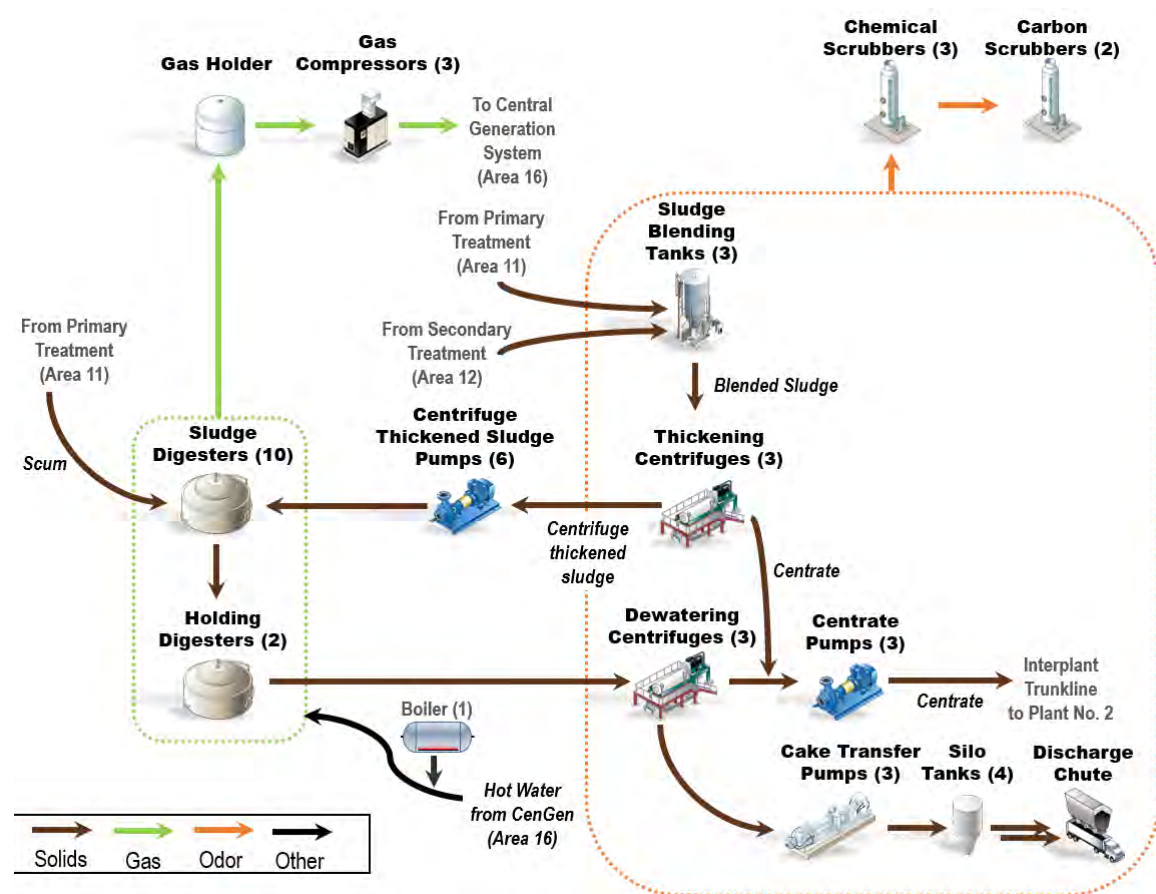 Gas Holder
Gas
Compressors (3)
To Central
Generation
System
(Area 16)
Chemical
Scrubbers (3)
Carbon
Scrubbers (2)
From Primary
Treatment
(Area 11)
Sludge
Blending
Tanks (3)
From Secondary
Treatment
(Area 12)
Blended Sludge
From Primary
Treatment
(Area 11)
Scum
Sludge
Digesters (10)
Centrifuge
Thickened Sludge
Pumps (6)
Thickening
Centrifuges (3)
Centrifuge
thickened
sludge
Centrate
Holding
Digesters (2)
Dewatering
Centrifuges (3)
Centrate
Pumps (3)
Centrate
Interplant
Trunkline
to Plant No. 2
Boiler (1)
Hot Water
from CenGen
(Area 16)
Cake Transfer
Pumps (3)
Silo
Tanks (4)
Discharge
Chute
Solids
Gas
Odor
Other